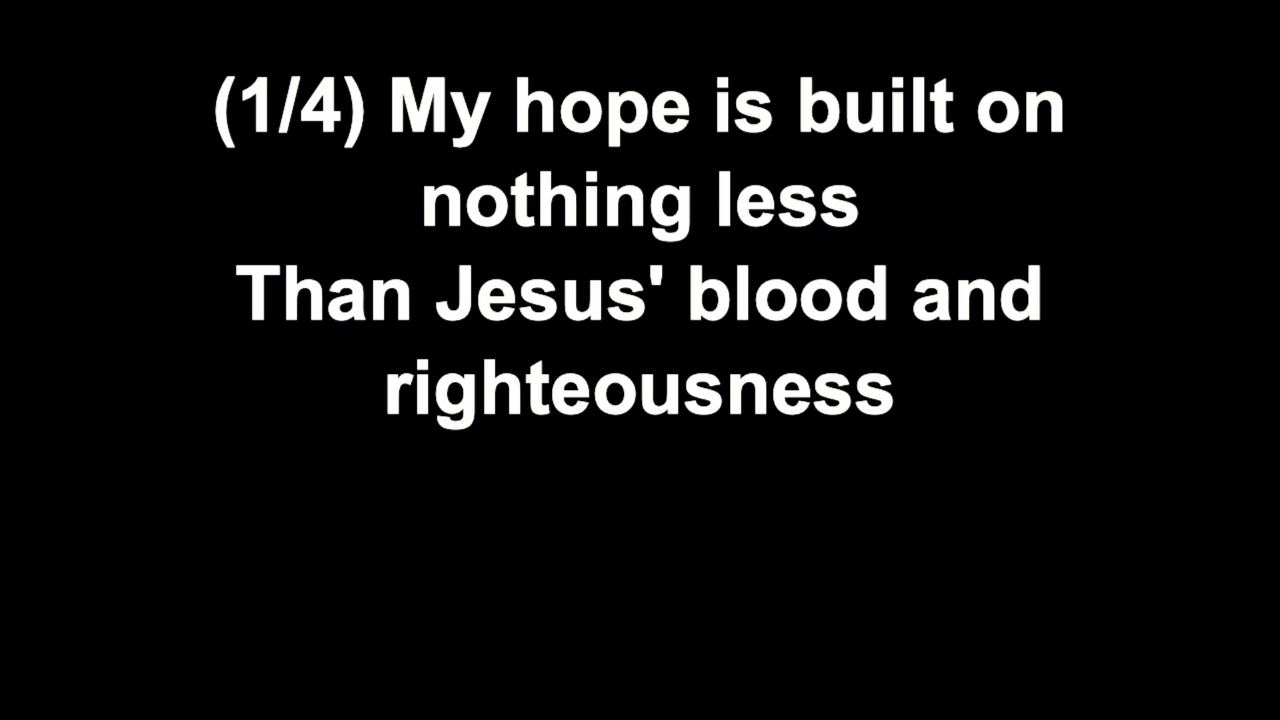 (1/4) My hope is built on
nothing less
Than Jesus' blood and
righteousness